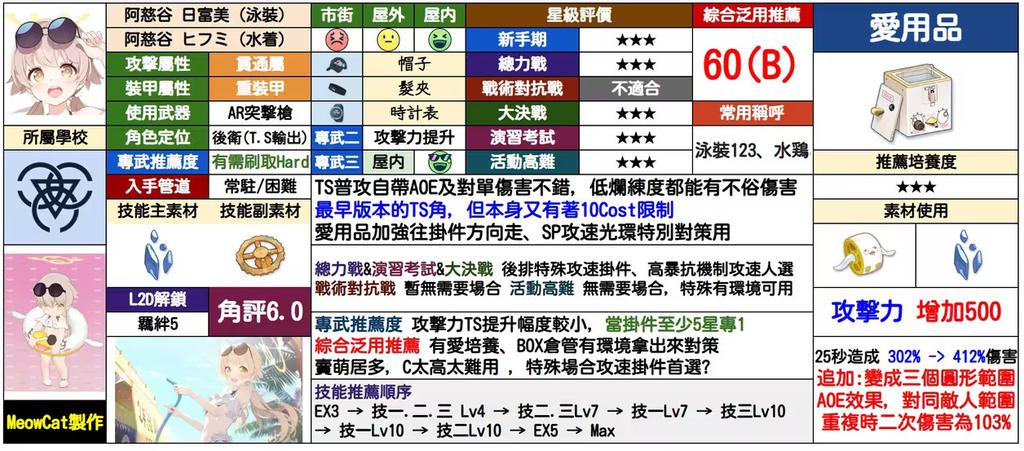 阿慈谷 日富美 (泳裝)
阿慈谷 ヒフミ (水着)
攻擊屬性 貫通屬
裝甲屬性 重裝甲
使用武器 AR突擊槍
所屬學校
角色定位 後衛(T.S輸出)
專武推薦度 有需刷取Hard
入手管道 常駐/困難
技能主素材 技能副素材
L2D解鎖
羈絆5
角評6.0
MeowCat製作
市街 屋外 屋内
帽子
髮夾
時計表
專武二 攻擊力提升
專武三 屋内
星級評價
新手期 ★★★
總力戰 ★★★
戰術對抗戰 不適合
大決戰 ★★★
演習考試 ★★★
活動高難 ★★★
綜合泛用推薦
60(B)
常用稱呼
泳裝123、水鶏
TS普攻自帶AOE及對單傷害不錯, 低爛練度都能有不俗傷害
最早版本的TS角, 但本身又有著10Cost限制
愛用品加強往掛件方向走、SP攻速光環特別對策用
總力戰&演習考試&大決戰 後排特殊攻速掛件、高暴抗機制攻速人選
戰術對抗戰 暫無需要場合 活動高難 無需要場合, 特殊有環境可用
專武推薦度 攻擊力TS提升幅度較小, 當掛件至少5星專1
綜合泛用推薦 有愛培養、BOX倉管有環境拿出來對策
賣萌居多, C太高太難用 , 特殊場合攻速掛件首選?
技能推薦順序
EX3 → 技一.二.三 Lv4 → 技二.三Lv7 → 技一Lv7 → 技三Lv10
→ 技一Lv10 → 技二Lv10 → EX5 → Max
愛用品
推薦培養度
★★★
素材使用
攻擊力 增加500
25秒造成 302% -> 412%傷害
追加:變成三個圓形範圍
AOE效果, 對同敵人範圍
重複時二次傷害為103%